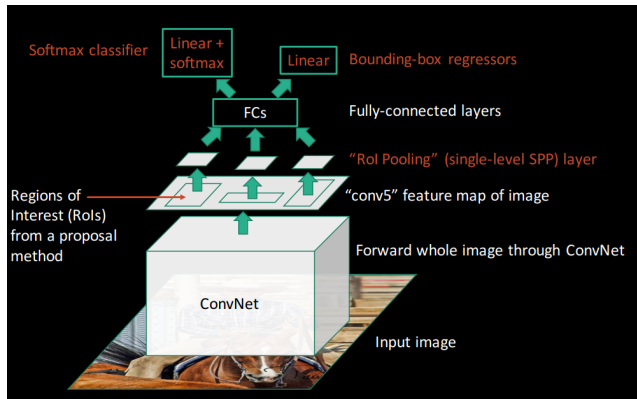 Softmax classifier
Linear +
softmax
Linear
Bounding-box regressors
FCs
Fully-connected layers
"RoI Pooling" (single-level SPP) layer
Regions of
Interest (RoIs)
from a proposal
method
"conv5" feature map of image
Forward whole image through ConvNet
ConvNet
Input image